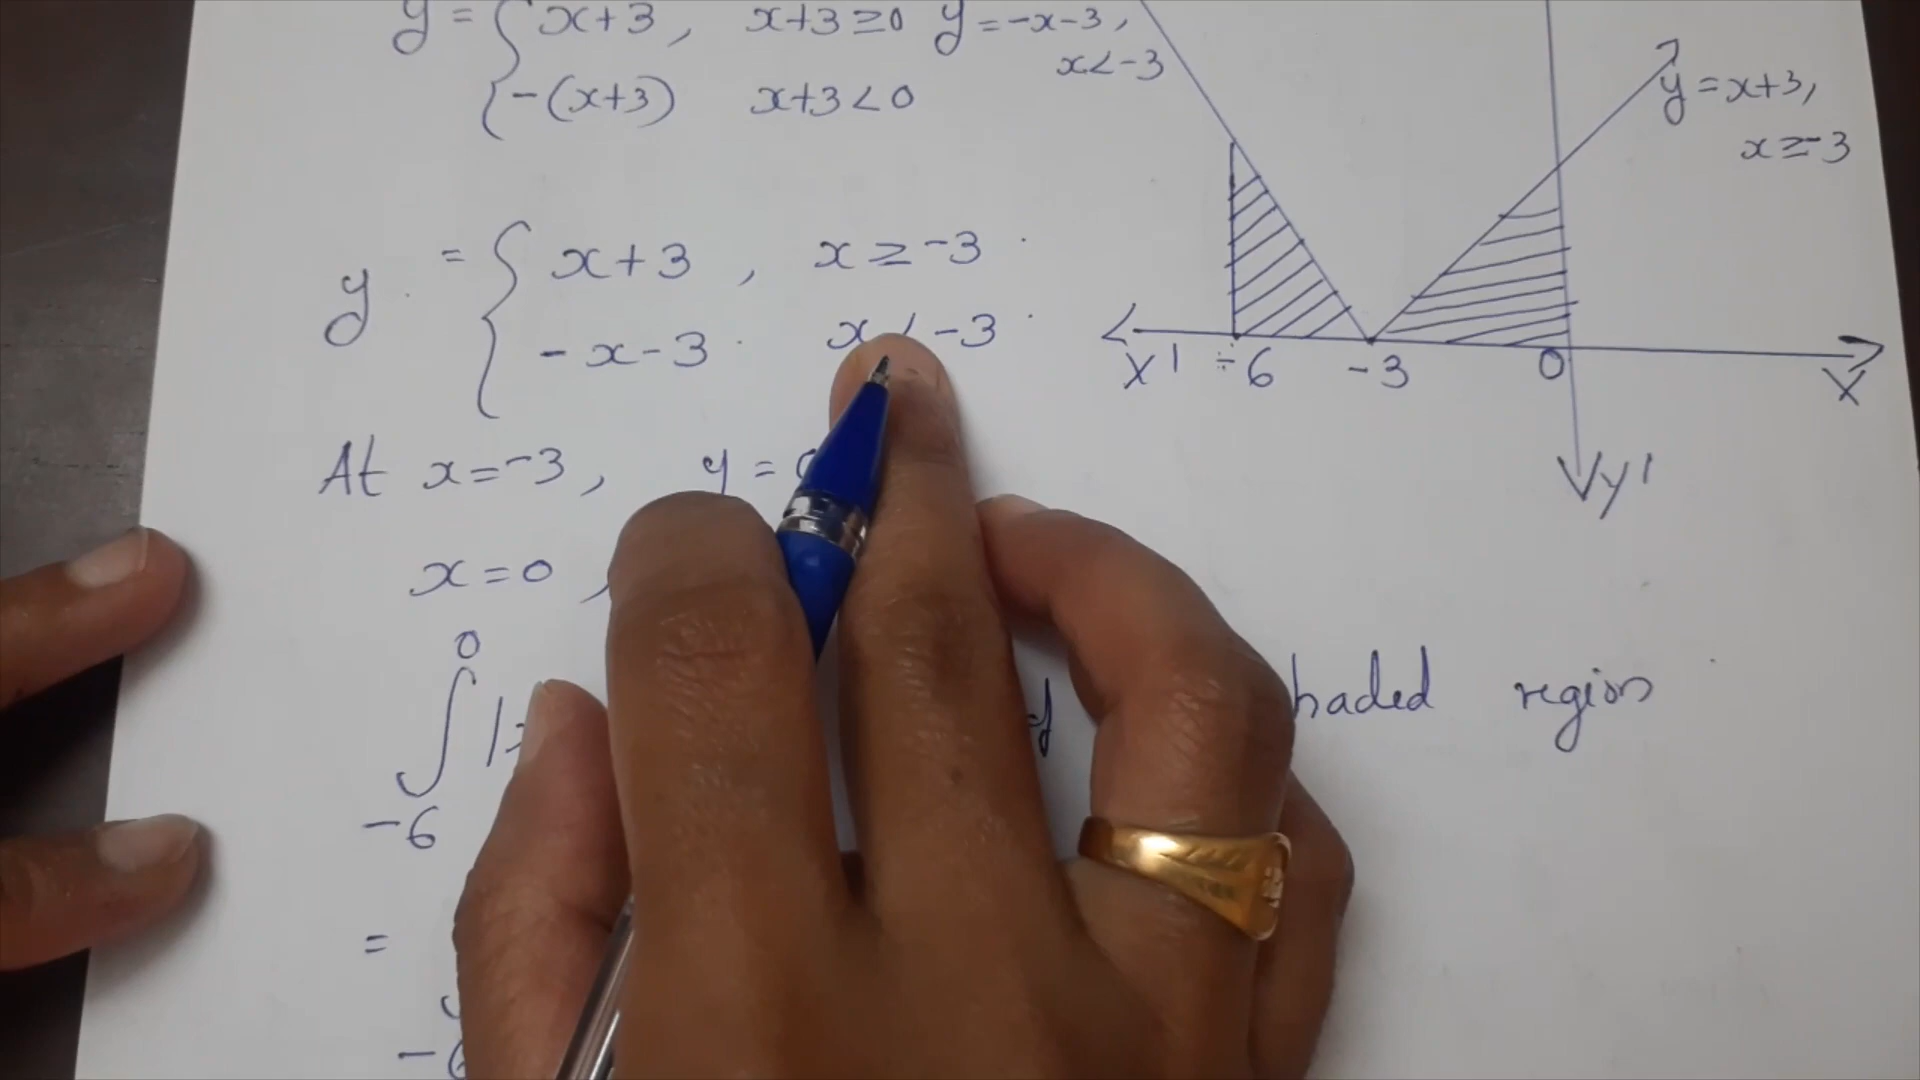 y = { x+3, x+3≥0
-(x+3) x+3<0
y=-x-3,
x<-3
y=x+3,
x≥-3
y = { x+3, x≥-3
-x-3 x<-3
X' -6 -3 0 X
Y'
At x=-3, y=0
x=0,
0
∫ |
-6
region
=